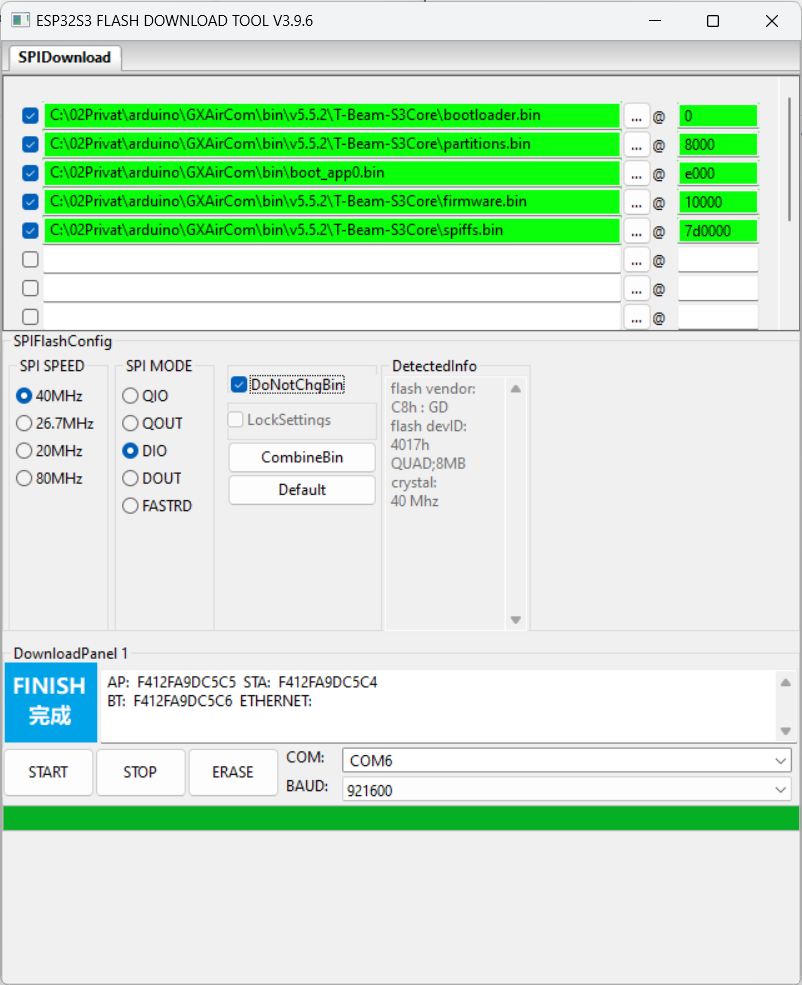 ESP32S3 FLASH DOWNLOAD TOOL V3.9.6
SPIDownload
C:\02Privat\arduino\GXAirCom\bin\v5.5.2\T-Beam-S3Core\bootloader.bin ... @ 0
C:\02Privat\arduino\GXAirCom\bin\v5.5.2\T-Beam-S3Core\partitions.bin ... @ 8000
C:\02Privat\arduino\GXAirCom\bin\boot_app0.bin ... @ e000
C:\02Privat\arduino\GXAirCom\bin\v5.5.2\T-Beam-S3Core\firmware.bin ... @ 10000
C:\02Privat\arduino\GXAirCom\bin\v5.5.2\T-Beam-S3Core\spiffs.bin ... @ 7d0000
... @
... @
... @
SPIFlashConfig
SPI SPEED
40MHz
26.7MHz
20MHz
80MHz
SPI MODE
QIO
QOUT
DIO
DOUT
FASTRD
DoNotChgBin
LockSettings
CombineBin
Default
DetectedInfo
flash vendor:
C8h : GD
flash devID:
4017h
QUAD;8MB
crystal:
40 Mhz
DownloadPanel 1
FINISH
完成
AP: F412FA9DC5C5 STA: F412FA9DC5C4
BT: F412FA9DC5C6 ETHERNET:
START
STOP
ERASE
COM: COM6
BAUD: 921600